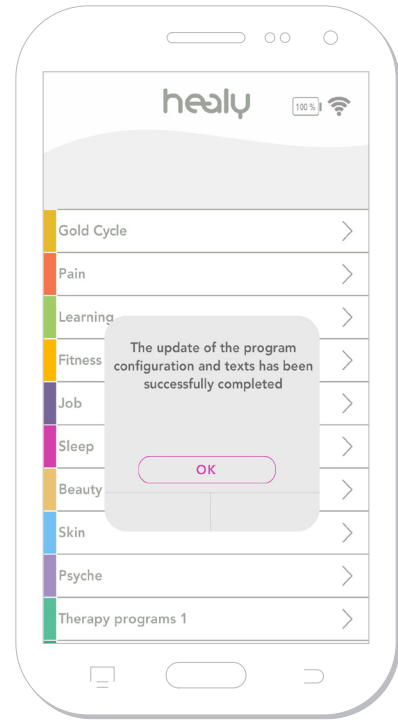 healy
100 %
Gold Cycle
Pain
Learning
Fitness
Job
Sleep
Beauty
Skin
Psyche
Therapy programs 1
The update of the program
configuration and texts has been
successfully completed
OK